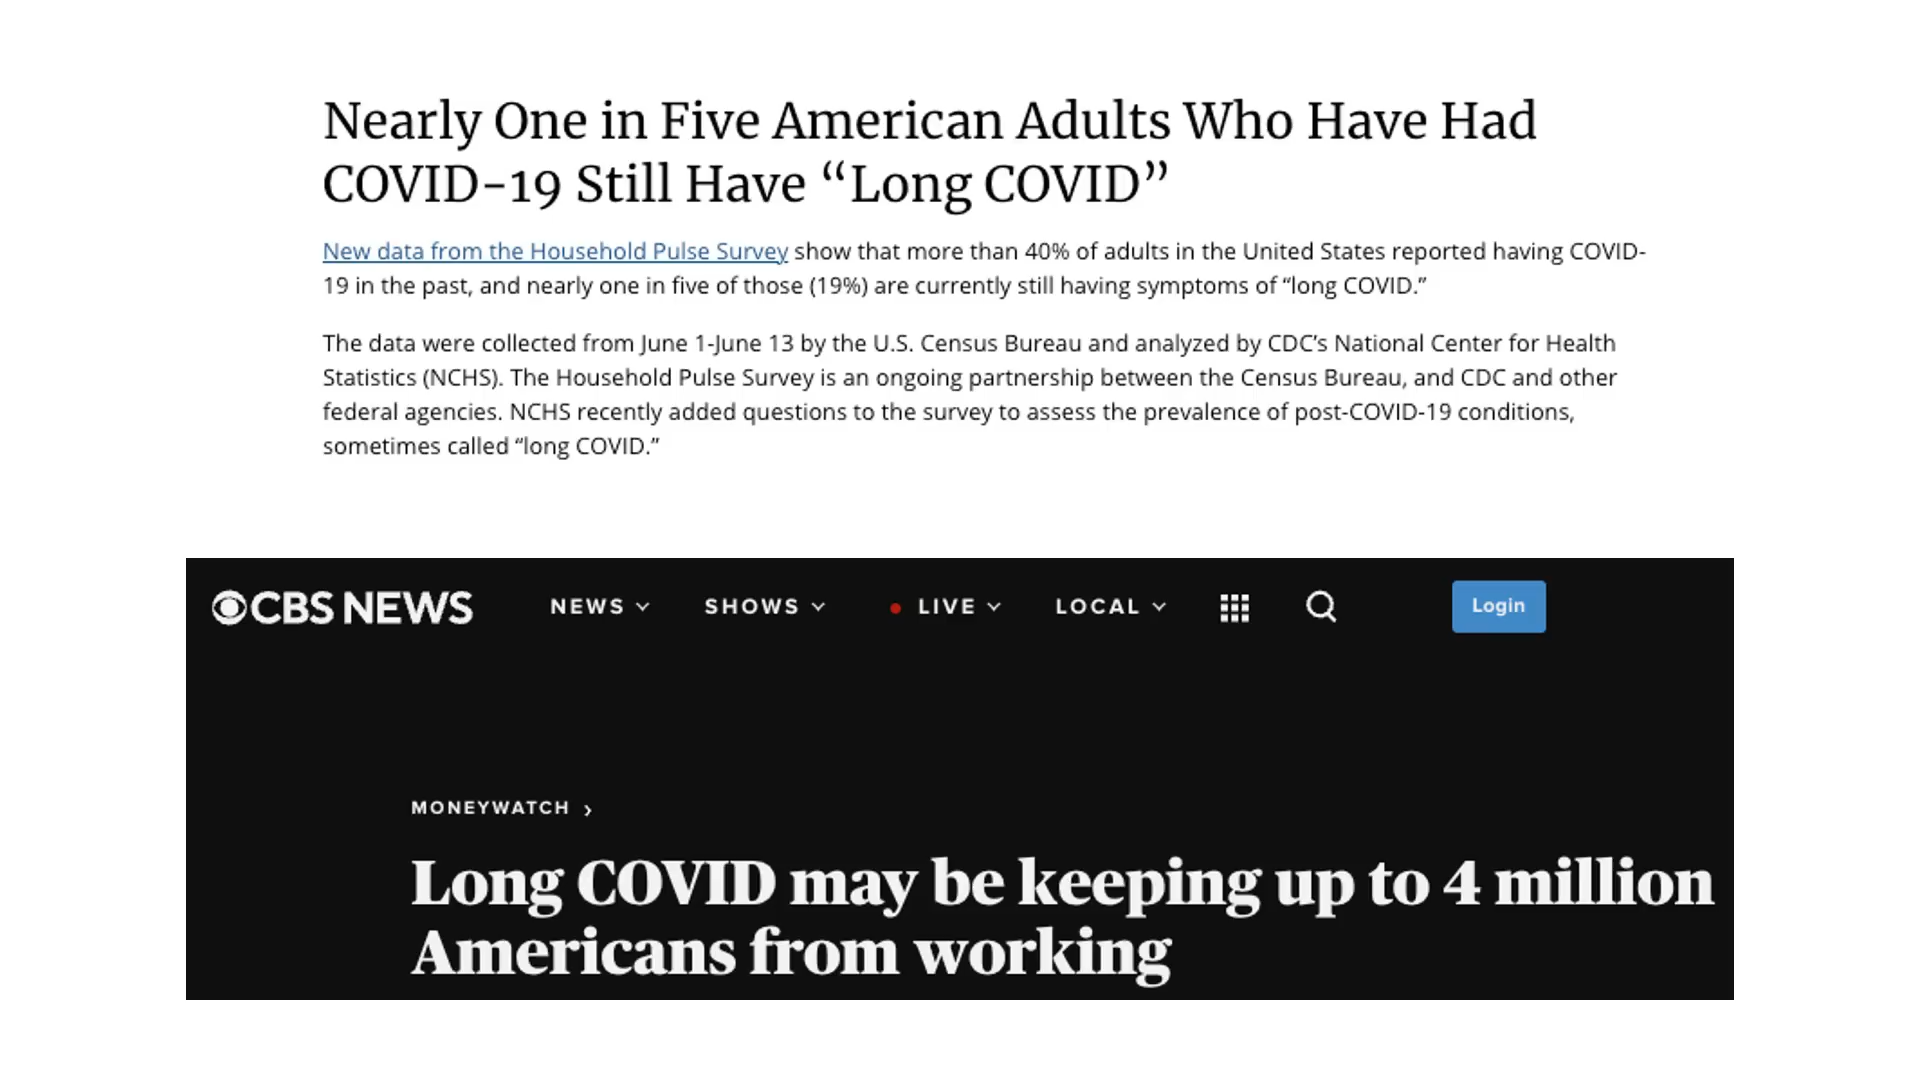 Nearly One in Five American Adults Who Have Had
COVID-19 Still Have “Long COVID”
New data from the Household Pulse Survey show that more than 40% of adults in the United States reported having COVID-
19 in the past, and nearly one in five of those (19%) are currently still having symptoms of “long COVID.”
The data were collected from June 1-June 13 by the U.S. Census Bureau and analyzed by CDC’s National Center for Health
Statistics (NCHS). The Household Pulse Survey is an ongoing partnership between the Census Bureau, and CDC and other
federal agencies. NCHS recently added questions to the survey to assess the prevalence of post-COVID-19 conditions,
sometimes called “long COVID.”
CBS NEWS NEWS SHOWS LIVE LOCAL Login
MONEYWATCH
Long COVID may be keeping up to 4 million
Americans from working